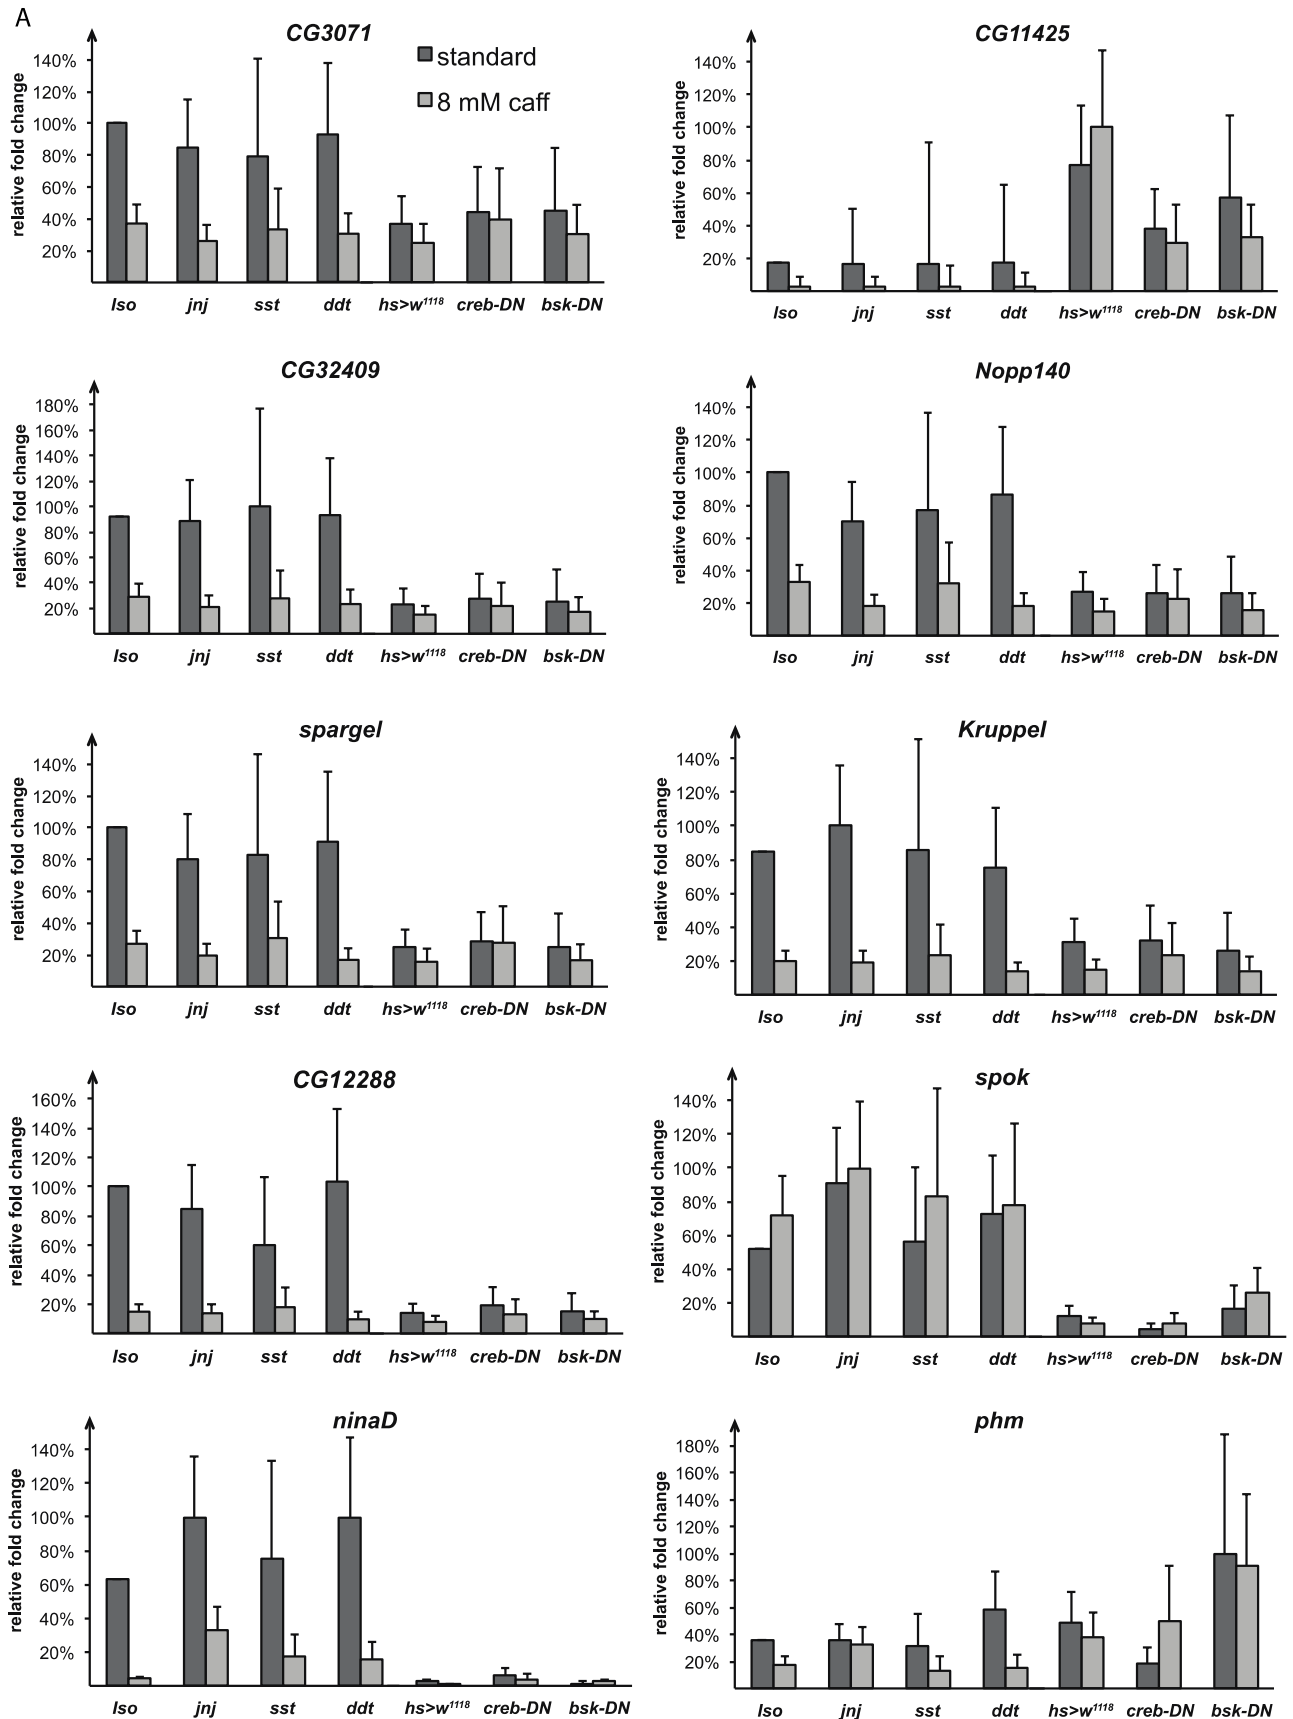 A
CG3071
relative fold change
140%
120%
100%
80%
60%
40%
20%
standard
8 mM caff
Iso jnj sst ddt hs>w1118 creb-DN bsk-DN
CG11425
relative fold change
140%
120%
100%
80%
60%
40%
20%
Iso jnj sst ddt hs>w1118 creb-DN bsk-DN
CG32409
relative fold change
180%
160%
140%
120%
100%
80%
60%
40%
20%
Iso jnj sst ddt hs>w1118 creb-DN bsk-DN
Nopp140
relative fold change
140%
120%
100%
80%
60%
40%
20%
Iso jnj sst ddt hs>w1118 creb-DN bsk-DN
spargel
relative fold change
140%
120%
100%
80%
60%
40%
20%
Iso jnj sst ddt hs>w1118 creb-DN bsk-DN
Kruppel
relative fold change
140%
120%
100%
80%
60%
40%
20%
Iso jnj sst ddt hs>w1118 creb-DN bsk-DN
CG12288
relative fold change
160%
140%
120%
100%
80%
60%
40%
20%
Iso jnj sst ddt hs>w1118 creb-DN bsk-DN
spok
relative fold change
140%
120%
100%
80%
60%
40%
20%
Iso jnj sst ddt hs>w1118 creb-DN bsk-DN
ninaD
relative fold change
140%
120%
100%
80%
60%
40%
20%
Iso jnj sst ddt hs>w1118 creb-DN bsk-DN
phm
relative fold change
180%
160%
140%
120%
100%
80%
60%
40%
20%
Iso jnj sst ddt hs>w1118 creb-DN bsk-DN